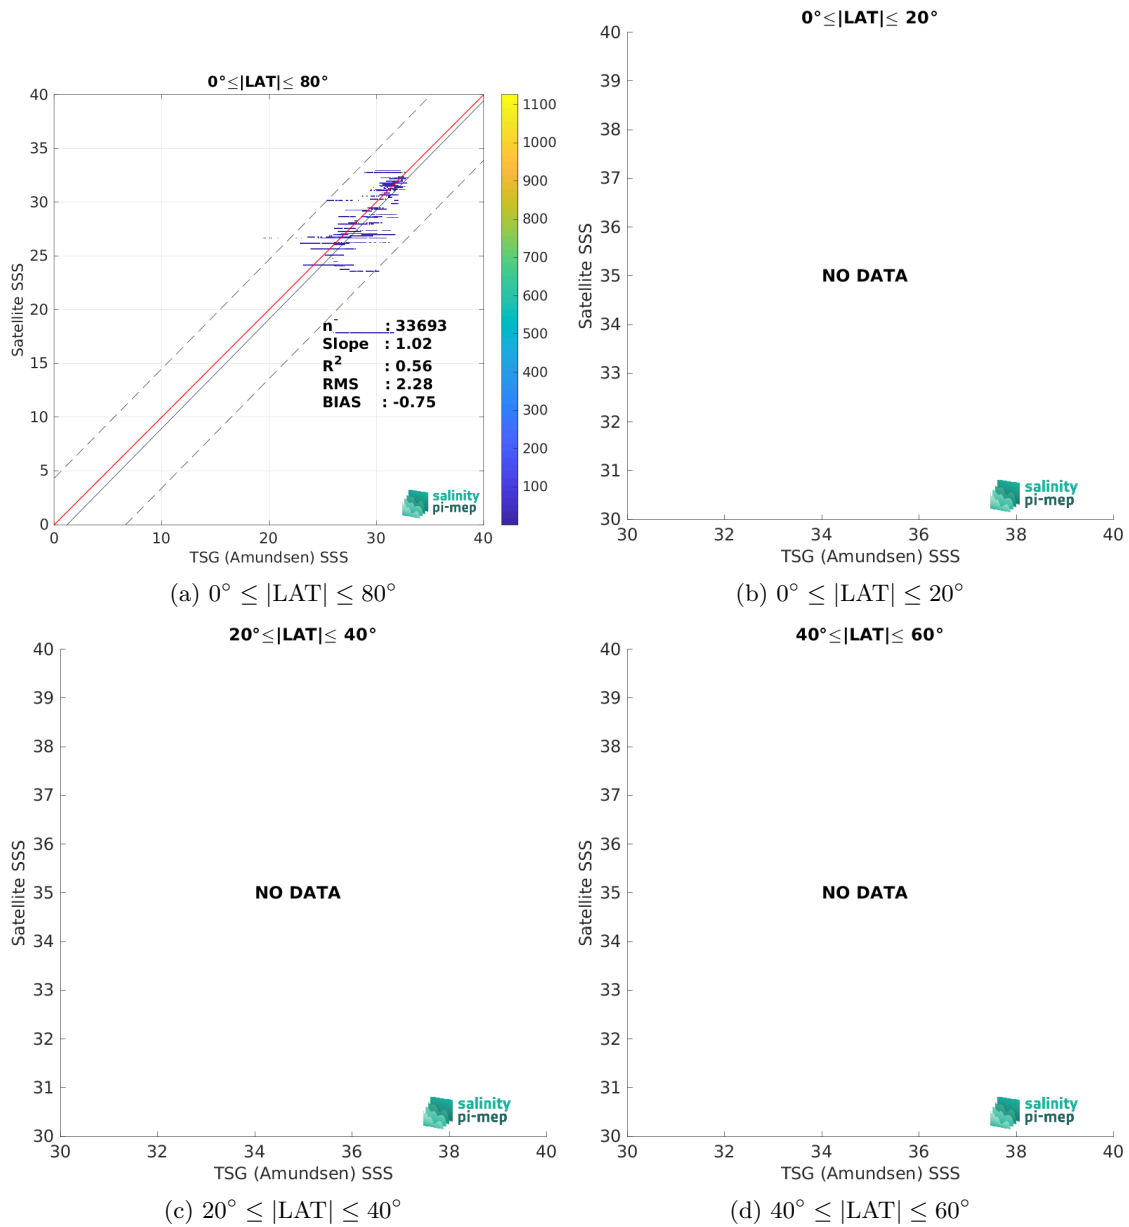 0°≤|LAT|≤ 80°
40
35
30
25
20
15
10
5
0
0
10
20
30
40
Satellite SSS
TSG (Amundsen) SSS
n : 33693
Slope : 1.02
R² : 0.56
RMS : 2.28
BIAS : -0.75
1100
1000
900
800
700
600
500
400
300
200
100
salinity
pi-mep
(a) 0° ≤ |LAT| ≤ 80°
0°≤|LAT|≤ 20°
40
39
38
37
36
35
34
33
32
31
30
30
32
34
36
38
40
Satellite SSS
NO DATA
TSG (Amundsen) SSS
salinity
pi-mep
(b) 0° ≤ |LAT| ≤ 20°
20°≤|LAT|≤ 40°
40
39
38
37
36
35
34
33
32
31
30
30
32
34
36
38
40
Satellite SSS
NO DATA
TSG (Amundsen) SSS
salinity
pi-mep
(c) 20° ≤ |LAT| ≤ 40°
40°≤|LAT|≤ 60°
40
39
38
37
36
35
34
33
32
31
30
30
32
34
36
38
40
Satellite SSS
NO DATA
TSG (Amundsen) SSS
salinity
pi-mep
(d) 40° ≤ |LAT| ≤ 60°